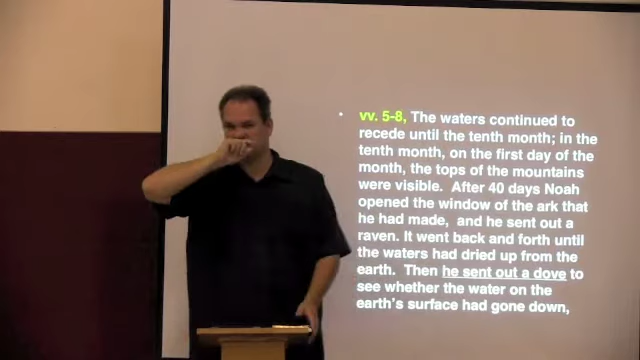 • vv. 5-8, The waters continued to
recede until the tenth month; in the
tenth month, on the first day of the
month, the tops of the mountains
were visible. After 40 days Noah
opened the window of the ark that
he had made, and he sent out a
raven. It went back and forth until
the waters had dried up from the
earth. Then he sent out a dove to
see whether the water on the
earth's surface had gone down,